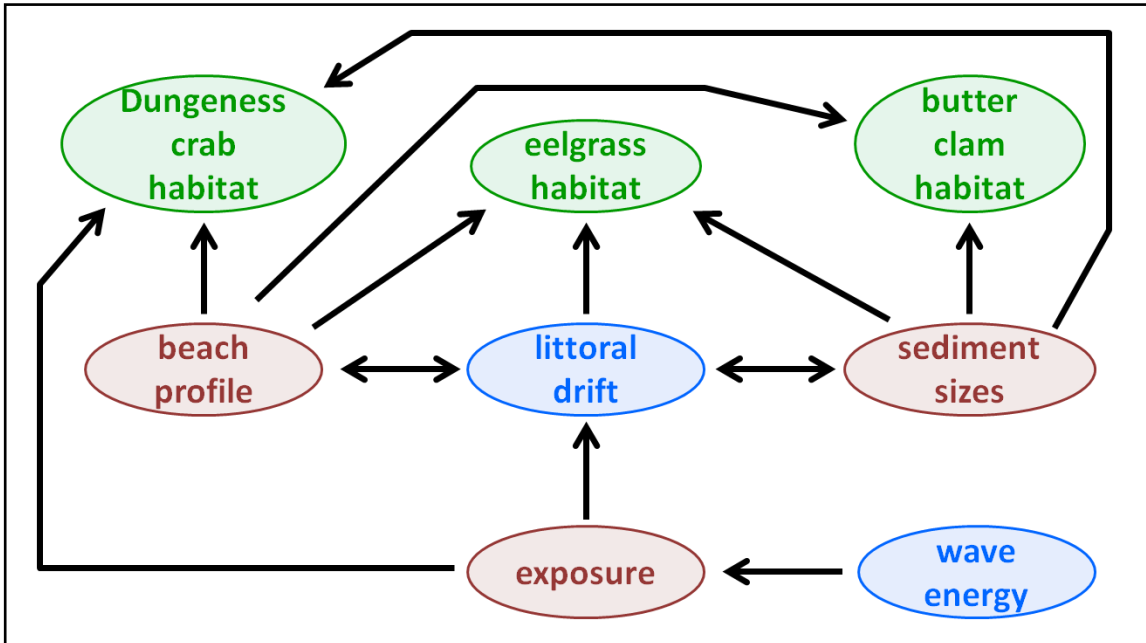 Dungeness
crab
habitat
eelgrass
habitat
butter
clam
habitat
beach
profile
littoral
drift
sediment
sizes
exposure
wave
energy